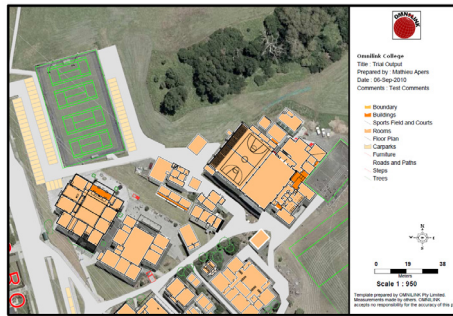 OMNILINK
Omnilink College
Title : Trial Output
Prepared by : Mathieu Apers
Date : 06-Sep-2010
Comments : Test Comments
Boundary
Buildings
Sports Field and Courts
Rooms
Floor Plan
Carparks
Furniture
Roads and Paths
Steps
Trees
N
W
E
S
0 19 38
Meters
Scale 1 : 950
Template prepared by OMNILINK Pty Limited.
Measurements made by others. OMNILINK
accepts no responsibility for the accuracy of this